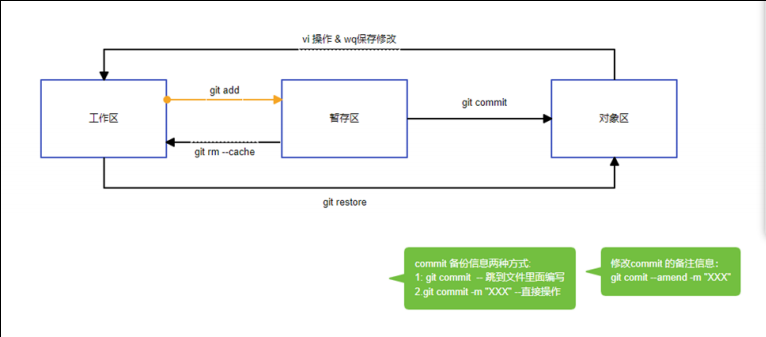 vi 操作 & wq保存修改
git add
git commit
工作区
暂存区
对象区
git rm --cache
git restore
commit 备份信息两种方式:
1: git commit -- 跳到文件里面编写
2.git commit -m "XXX" --直接操作
修改commit 的备注信息：
git comit --amend -m "XXX"